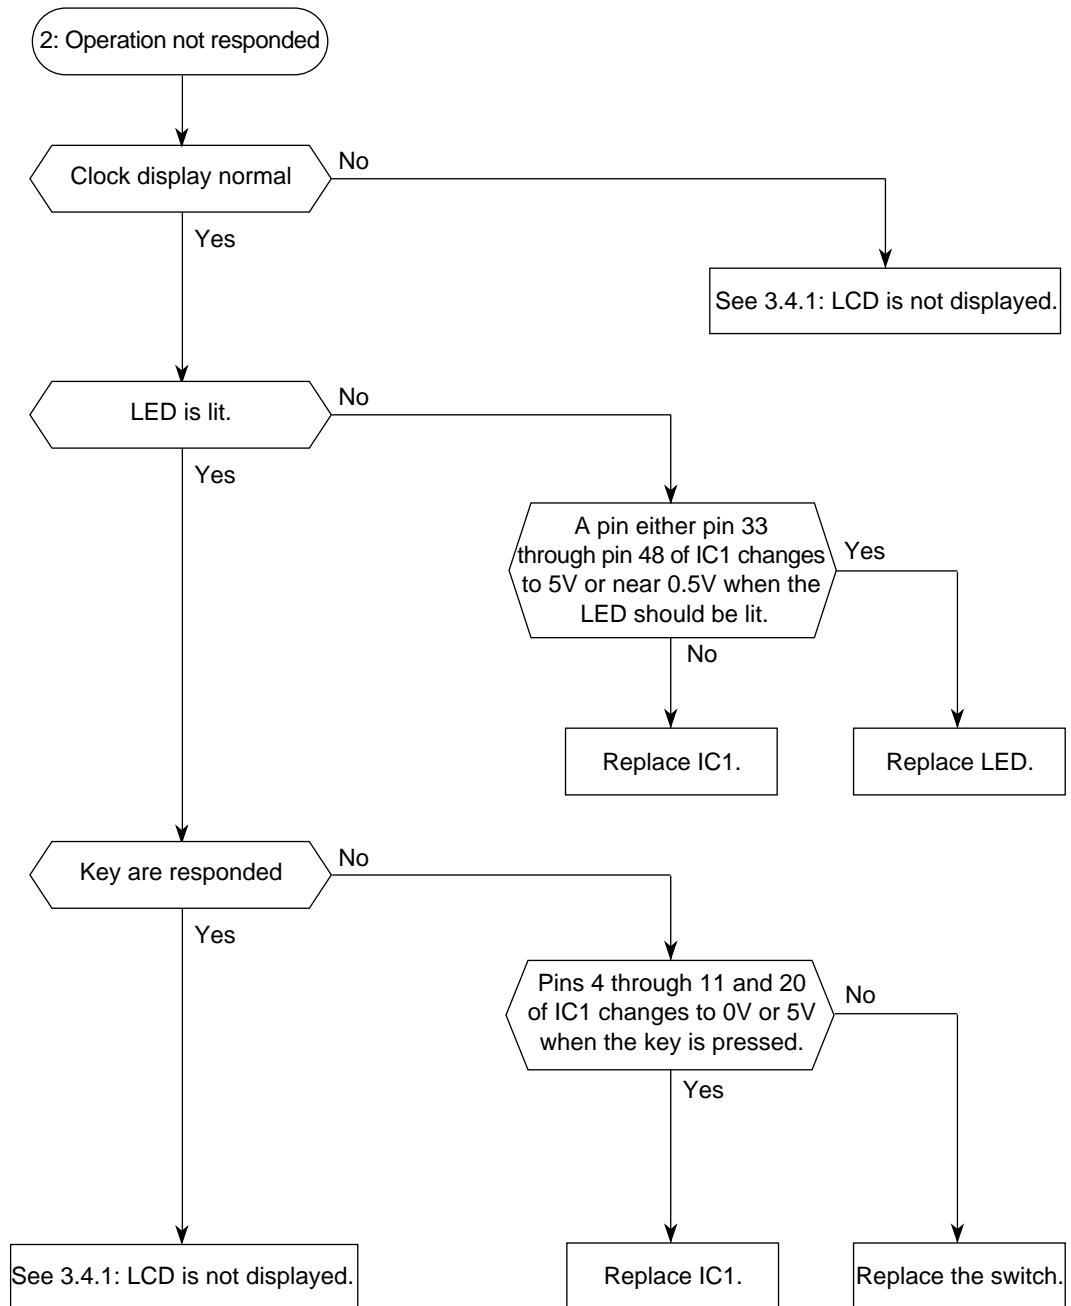 2: Operation not responded
Clock display normal
No
Yes
See 3.4.1: LCD is not displayed.
LED is lit.
No
Yes
A pin either pin 33
through pin 48 of IC1 changes
to 5V or near 0.5V when the
LED should be lit.
Yes
No
Replace IC1.
Replace LED.
Key are responded
No
Yes
Pins 4 through 11 and 20
of IC1 changes to 0V or 5V
when the key is pressed.
No
Yes
See 3.4.1: LCD is not displayed.
Replace IC1.
Replace the switch.